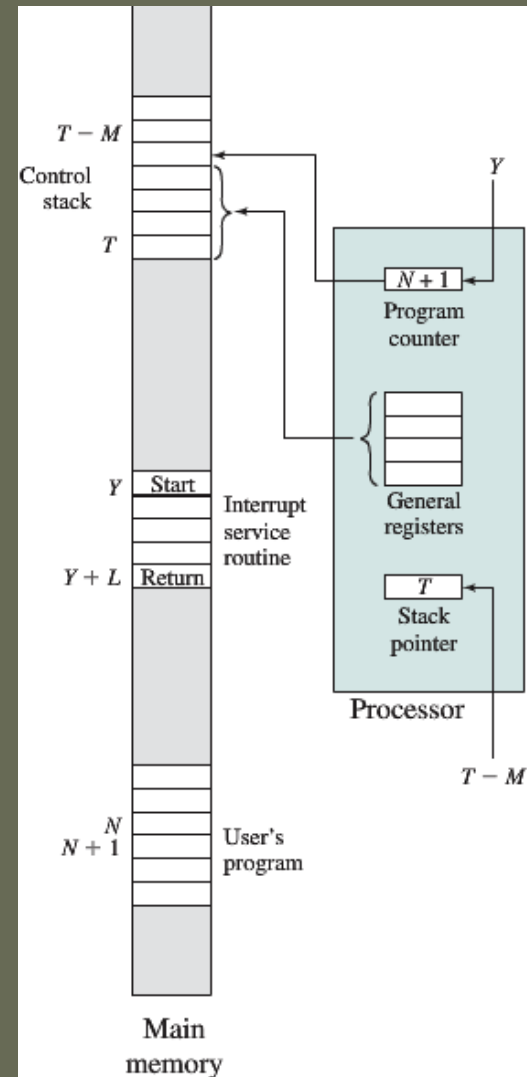 T – M
Control
stack
T
Y
N + 1
Program
counter
General
registers
T
Stack
pointer
Processor
T – M
Y
Start
Interrupt
service
routine
Y + L
Return
N
N + 1
User's
program
Main
memory